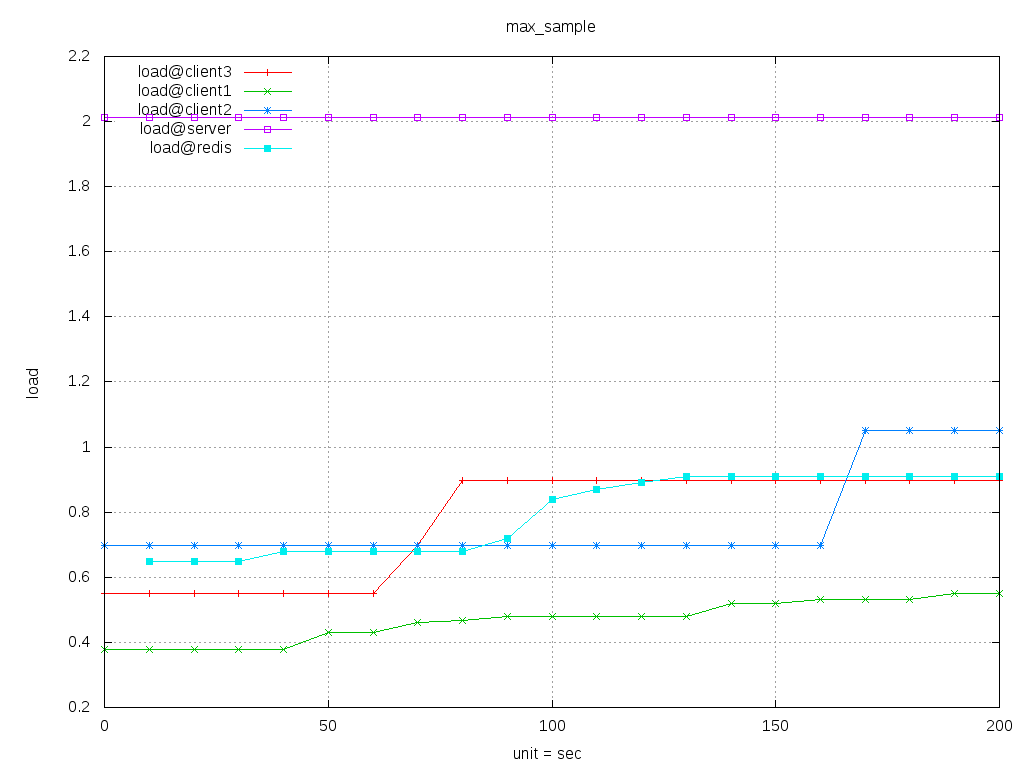 max_sample
2.2
2
1.8
1.6
1.4
1.2
1
0.8
0.6
0.4
0.2
load@client3
load@client1
load@client2
load@server
load@redis
load
0 50 100 150 200
unit = sec